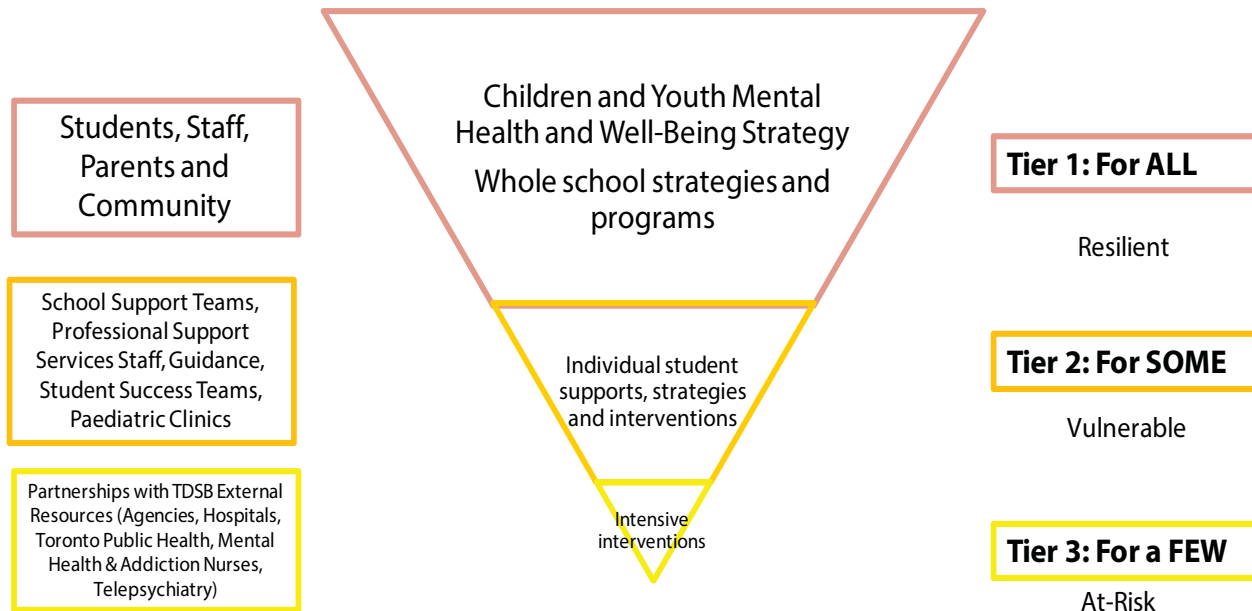 Children and Youth Mental
Health and Well-Being Strategy
Whole school strategies and
programs
Students, Staff,
Parents and
Community
Tier 1: For ALL
Resilient
School Support Teams,
Professional Support
Services Staff, Guidance,
Student Success Teams,
Paediatric Clinics
Individual student
supports, strategies
and interventions
Tier 2: For SOME
Vulnerable
Partnerships with TDSB External
Resources (Agencies, Hospitals,
Toronto Public Health, Mental
Health & Addiction Nurses,
Telepsychiatry)
Intensive
interventions
Tier 3: For a FEW
At-Risk